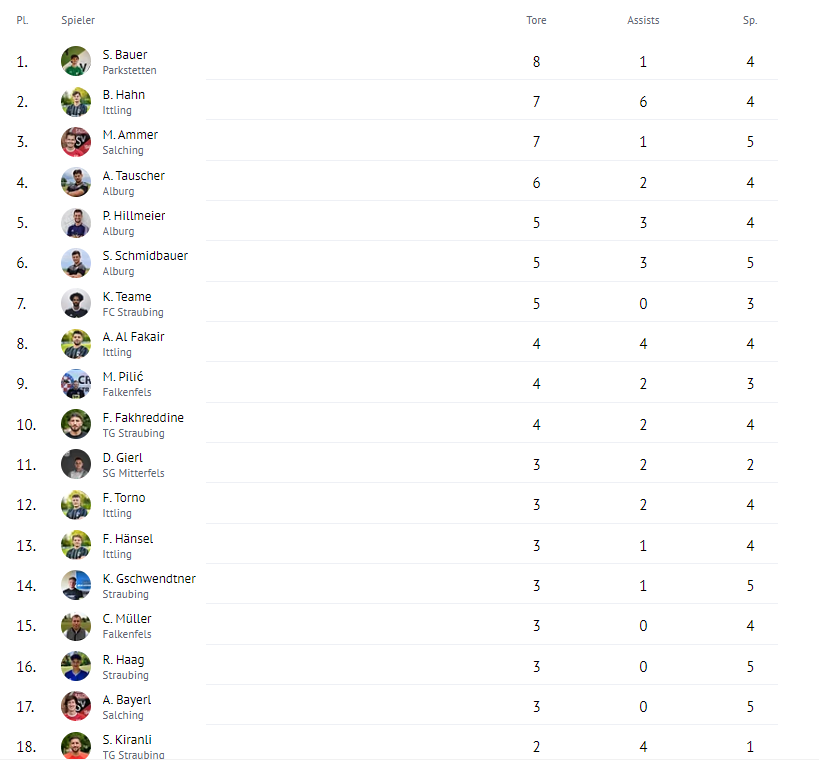 Pl. Spieler Tore Assists Sp.
1. S. Bauer 8 1 4
Parkstetten
2. B. Hahn 7 6 4
Ittling
3. M. Ammer 7 1 5
Salching
4. A. Tauscher 6 2 4
Alburg
5. P. Hillmeier 5 3 4
Alburg
6. S. Schmidbauer 5 3 5
Alburg
7. K. Teame 5 0 3
FC Straubing
8. A. Al Fakair 4 4 4
Ittling
9. M. Pilić 4 2 3
Falkenfels
10. F. Fakhreddine 4 2 4
TG Straubing
11. D. Gierl 3 2 2
SG Mitterfels
12. F. Torno 3 2 4
Ittling
13. F. Hänsel 3 1 4
Ittling
14. K. Gschwendtner 3 1 5
Straubing
15. C. Müller 3 0 4
Falkenfels
16. R. Haag 3 0 5
Straubing
17. A. Bayerl 3 0 5
Salching
18. S. Kiranli 2 4 1
TG Straubing